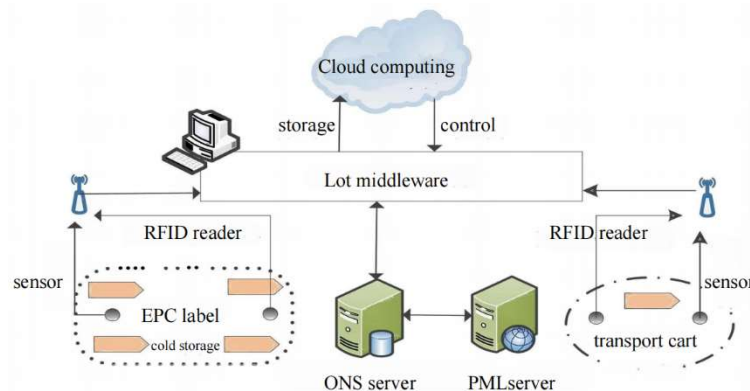 Cloud computing
storage
control
Lot middleware
RFID reader
RFID reader
sensor
sensor
EPC label
cold storage
transport cart
ONS server
PMLserver